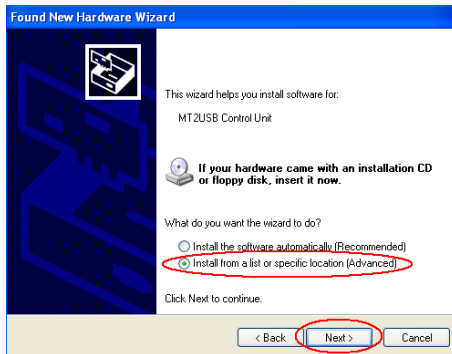 Found New Hardware Wizard
This wizard helps you install software for:
MT2USB Control Unit
If your hardware came with an installation CD
or floppy disk, insert it now.
What do you want the wizard to do?
Install the software automatically (Recommended)
Install from a list or specific location (Advanced)
Click Next to continue.
< Back Next > Cancel